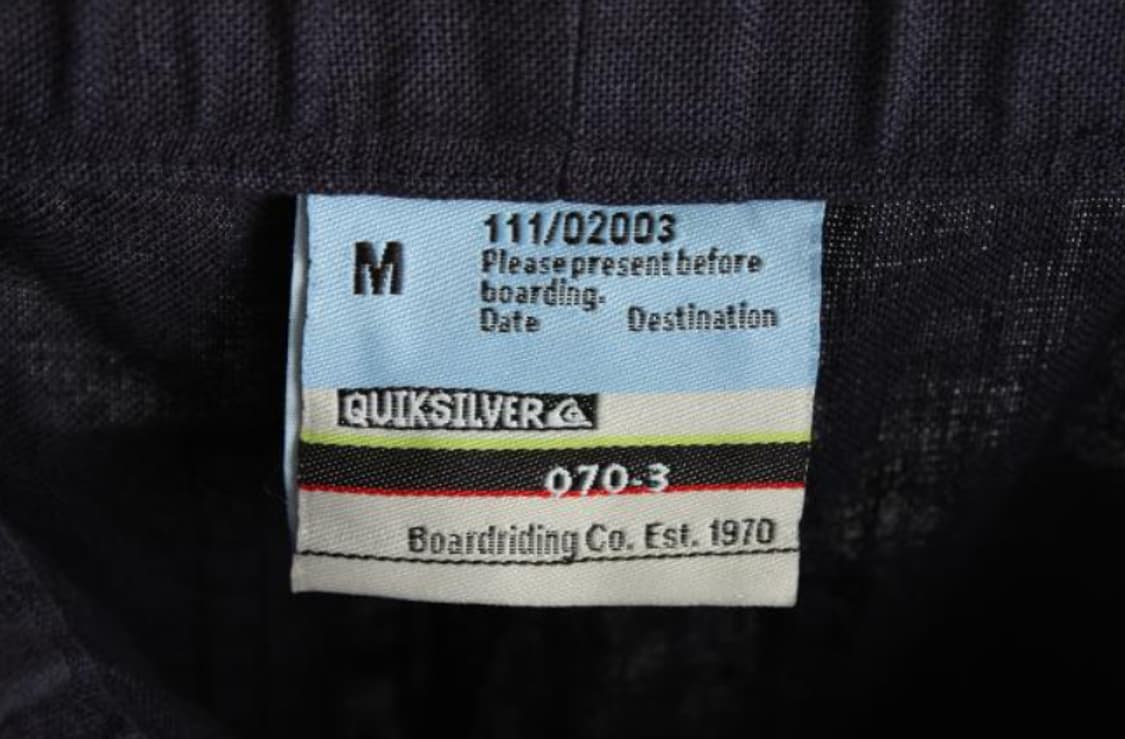 M
111/02003
Please present before
boarding.
Date Destination
QUIKSILVER
070-3
Boardriding Co. Est. 1970